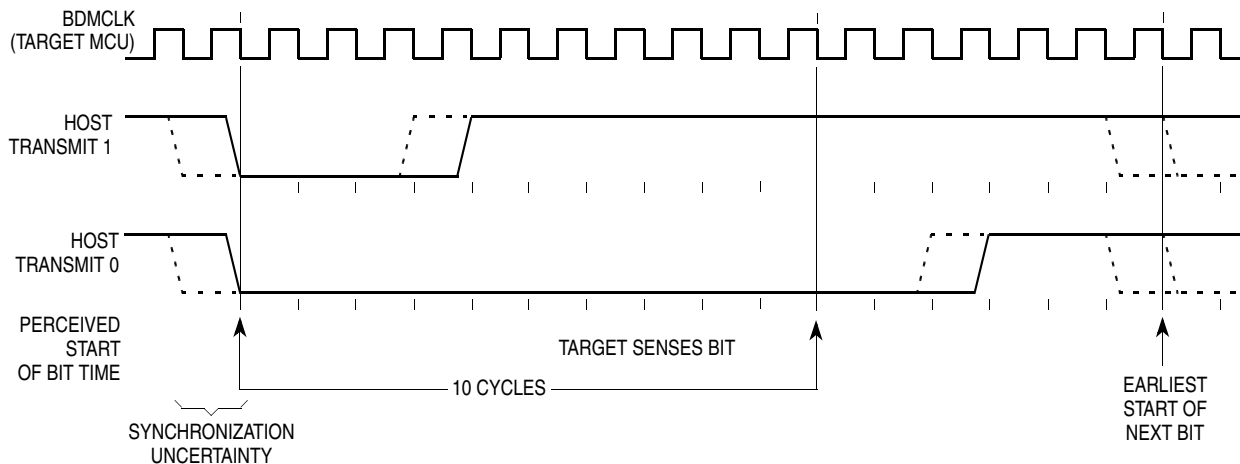 BDMCLK
(TARGET MCU)
HOST
TRANSMIT 1
HOST
TRANSMIT 0
PERCEIVED
START
OF BIT TIME
TARGET SENSES BIT
10 CYCLES
EARLIEST
START OF
NEXT BIT
SYNCHRONIZATION
UNCERTAINTY